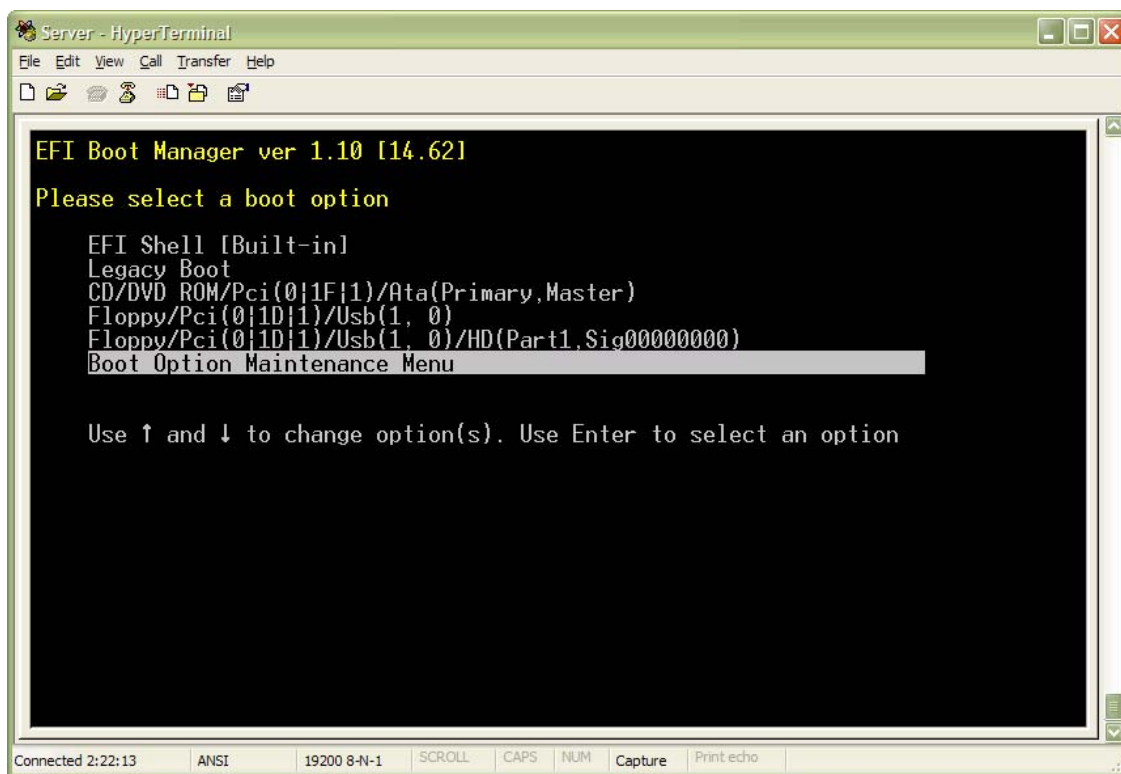 Server - HyperTerminal
File Edit View Call Transfer Help
EFI Boot Manager ver 1.10 [14.62]
Please select a boot option
EFI Shell [Built-in]
Legacy Boot
CD/DVD ROM/Pci(0|1F|1)/Ata(Primary,Master)
Floppy/Pci(0|1D|1)/Usb(1, 0)
Floppy/Pci(0|1D|1)/Usb(1, 0)/HD(Part1,Sig00000000)
Boot Option Maintenance Menu
Use ↑ and ↓ to change option(s). Use Enter to select an option
Connected 2:22:13 ANSI 19200 8-N-1 SCROLL CAPS NUM Capture Print echo